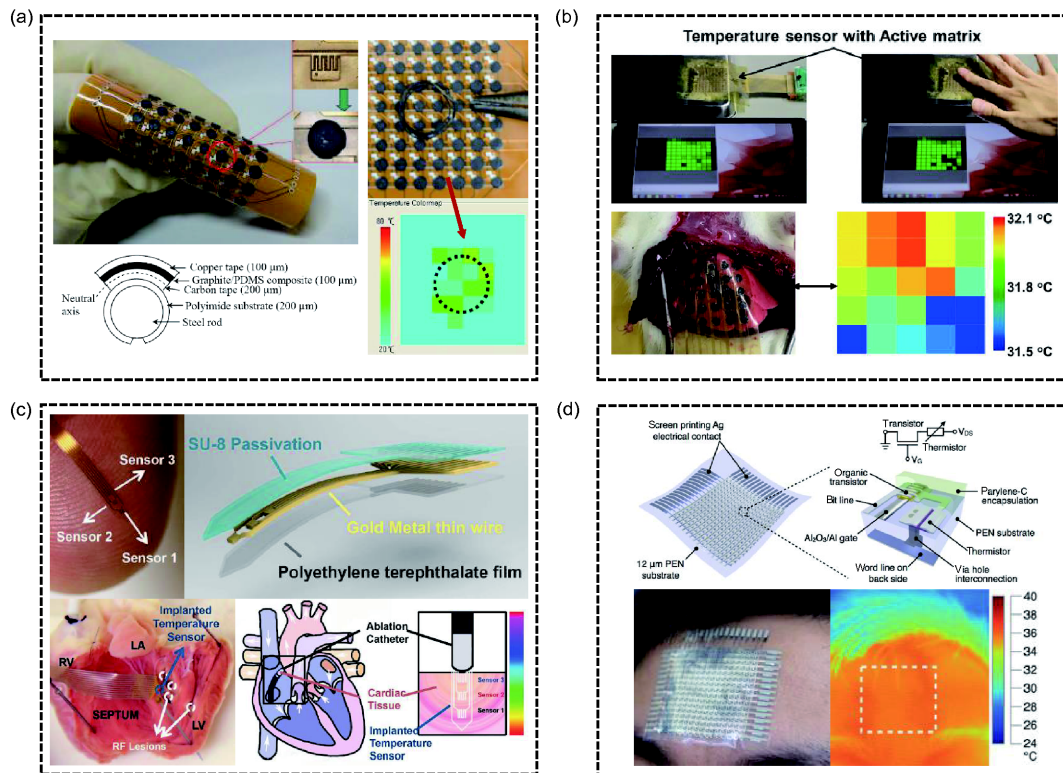 (a)
Temperature Colormap
80 ℃
20 ℃
Copper tape (100 µm)
Graphite/PDMS composite (100 µm)
Carbon tape (200 µm)
Neutral
axis
Polyimide substrate (200 µm)
Steel rod
(b)
Temperature sensor with Active matrix
32.1 °C
31.8 °C
31.5 °C
(c)
Sensor 3
Sensor 2
Sensor 1
SU-8 Passivation
Gold Metal thin wire
Polyethylene terephthalate film
Implanted
Temperature
Sensor
LA
RV
SEPTUM
LV
RF Lesions
Ablation
Catheter
Cardiac
Tissue
Implanted
Temperature
Sensor
Sensor 3
Sensor 2
Sensor 1
(d)
Screen printing Ag
electrical contact
12 µm PEN
substrate
Transistor
V_DS
Thermistor
V_G
Organic
transistor
Bit line
Al₂O₃/Al gate
Word line on
back side
Parylene-C
encapsulation
PEN substrate
Thermistor
Via hole
interconnection
40
38
36
34
32
30
28
26
24
°C